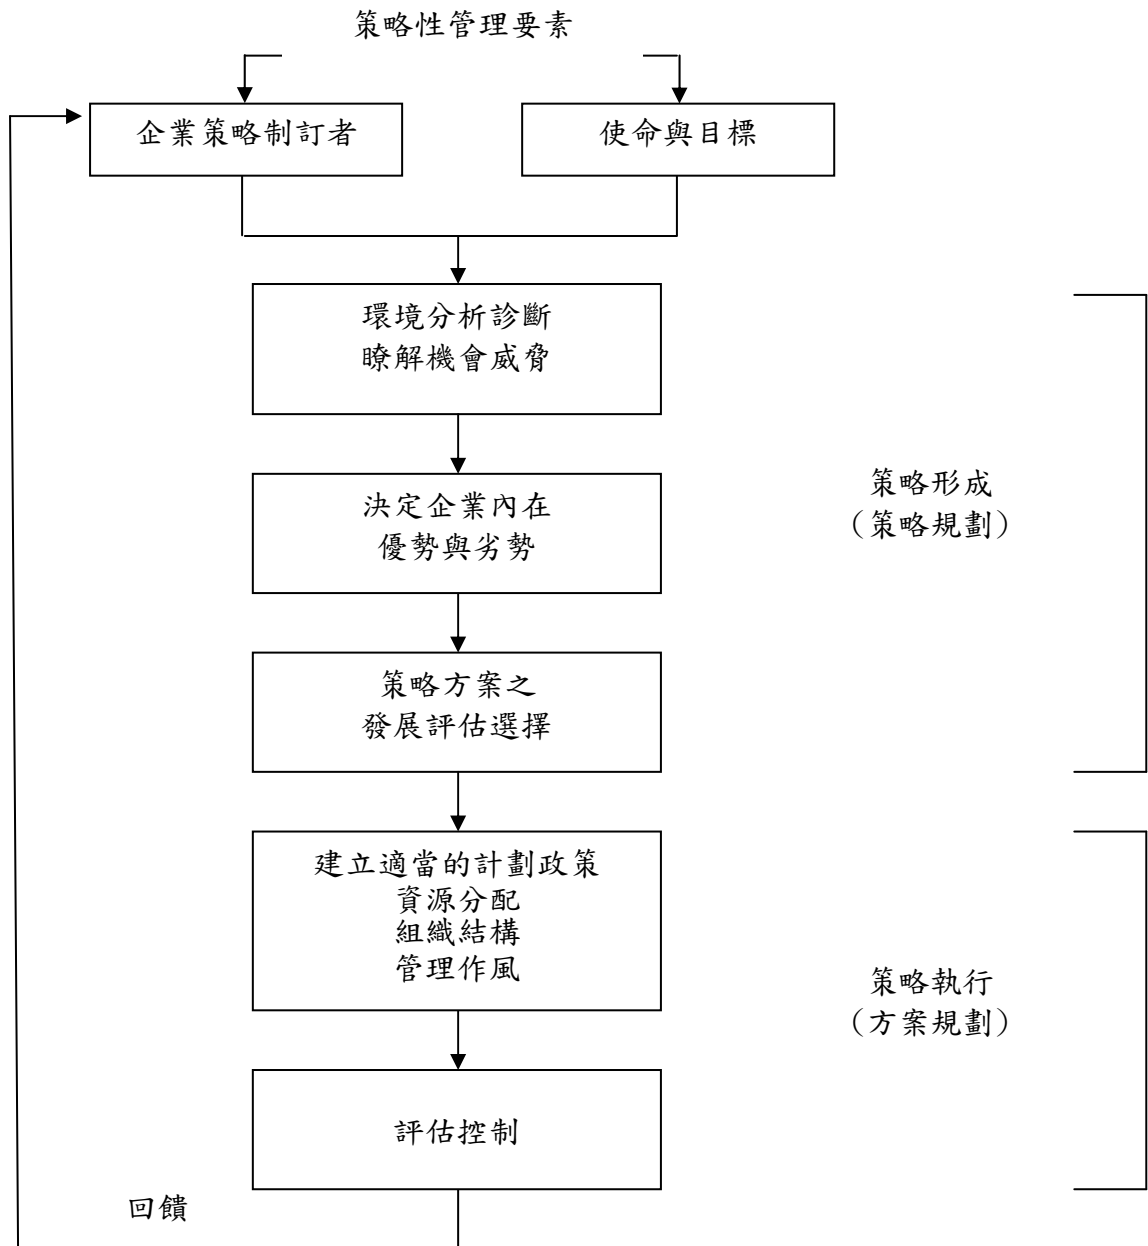 策略性管理要素
企業策略制訂者
使命與目標
環境分析診斷
瞭解機會威脅
決定企業內在
優勢與劣勢
策略形成
（策略規劃）
策略方案之
發展評估選擇
建立適當的計劃政策
資源分配
組織結構
管理作風
策略執行
（方案規劃）
評估控制
回饋